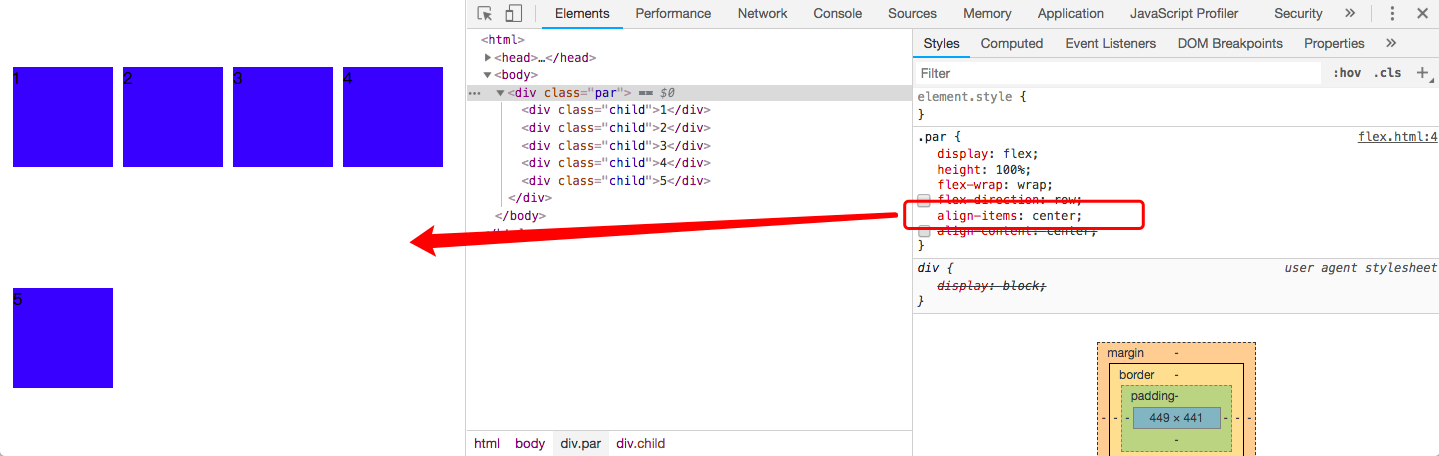 1
2
3
4
5
Elements
Performance
Network
Console
Sources
Memory
Application
JavaScript Profiler
Security
»
<html>
<head>…</head>
<body>
<div class="par"> == $0
<div class="child">1</div>
<div class="child">2</div>
<div class="child">3</div>
<div class="child">4</div>
<div class="child">5</div>
</div>
</body>
html
body
div.par
div.child
Styles
Computed
Event Listeners
DOM Breakpoints
Properties
»
Filter
:hov .cls +
element.style {
}
.par {
flex.html:4
display: flex;
height: 100%;
flex-wrap: wrap;
flex-direction: row;
align-items: center;
align-content: center;
}
div {
user agent stylesheet
display: block;
}
margin -
border -
padding-
- - - 449 × 441 - - -
-